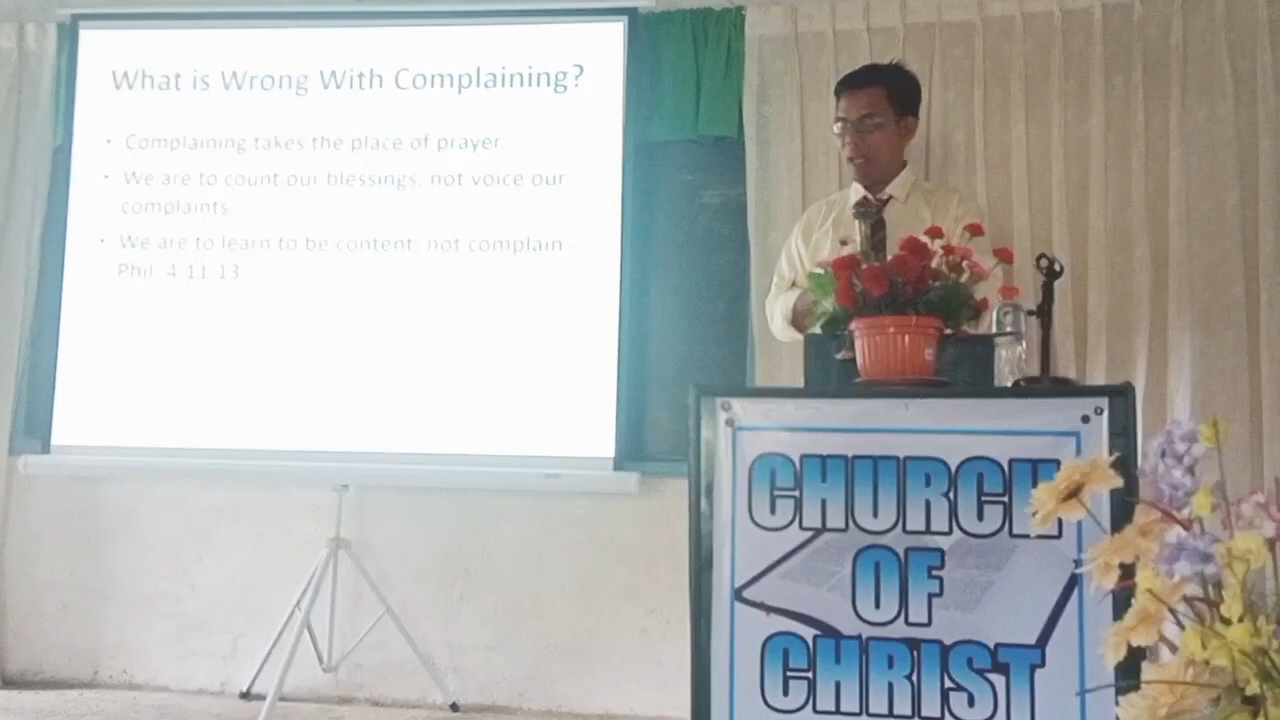 What is Wrong With Complaining?
• Complaining takes the place of prayer
• We are to count our blessings, not voice our
complaints
• We are to learn to be content, not complain -
Phil. 4:11-13
CHURCH
OF
CHRIST